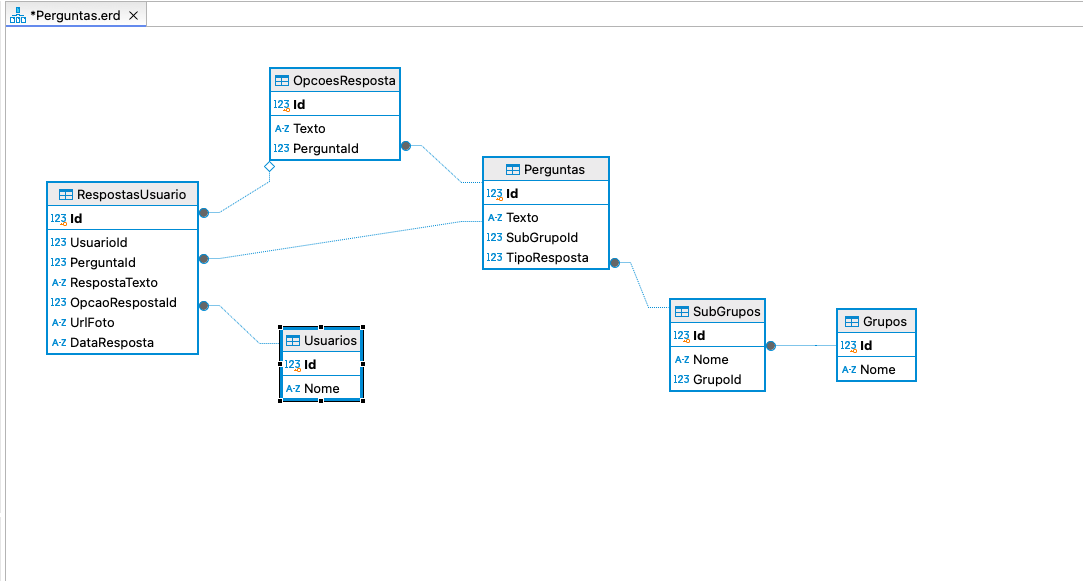 *Perguntas.erd
OpcoesResposta
123 Id
A-Z Texto
123 PerguntaId
Perguntas
123 Id
A-Z Texto
123 SubGrupoId
123 TipoResposta
RespostasUsuario
123 Id
123 UsuarioId
123 PerguntaId
A-Z RespostaTexto
123 OpcaoRespostaId
A-Z UrlFoto
A-Z DataResposta
Usuarios
123 Id
A-Z Nome
SubGrupos
123 Id
A-Z Nome
123 GrupoId
Grupos
123 Id
A-Z Nome